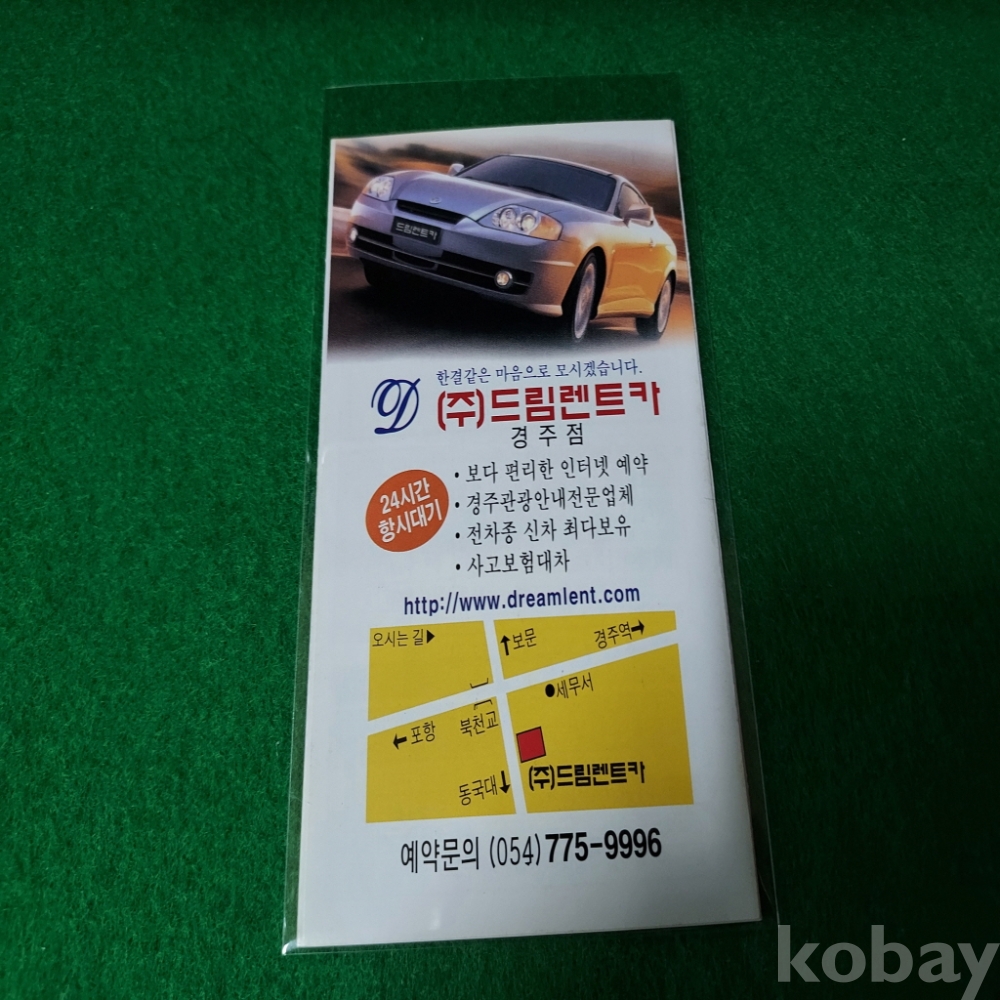 드림렌트카
한결같은 마음으로 모시겠습니다.
(주)드림렌트카
경주점
24시간
항시대기
• 보다 편리한 인터넷 예약
• 경주관광안내전문업체
• 전차종 신차 최다보유
• 사고보험대차
http://www.dreamlent.com
오시는 길▶
↑보문
경주역→
●세무서
←포항
북천교
동국대↓
(주)드림렌트카
예약문의 (054)775-9996
kobay